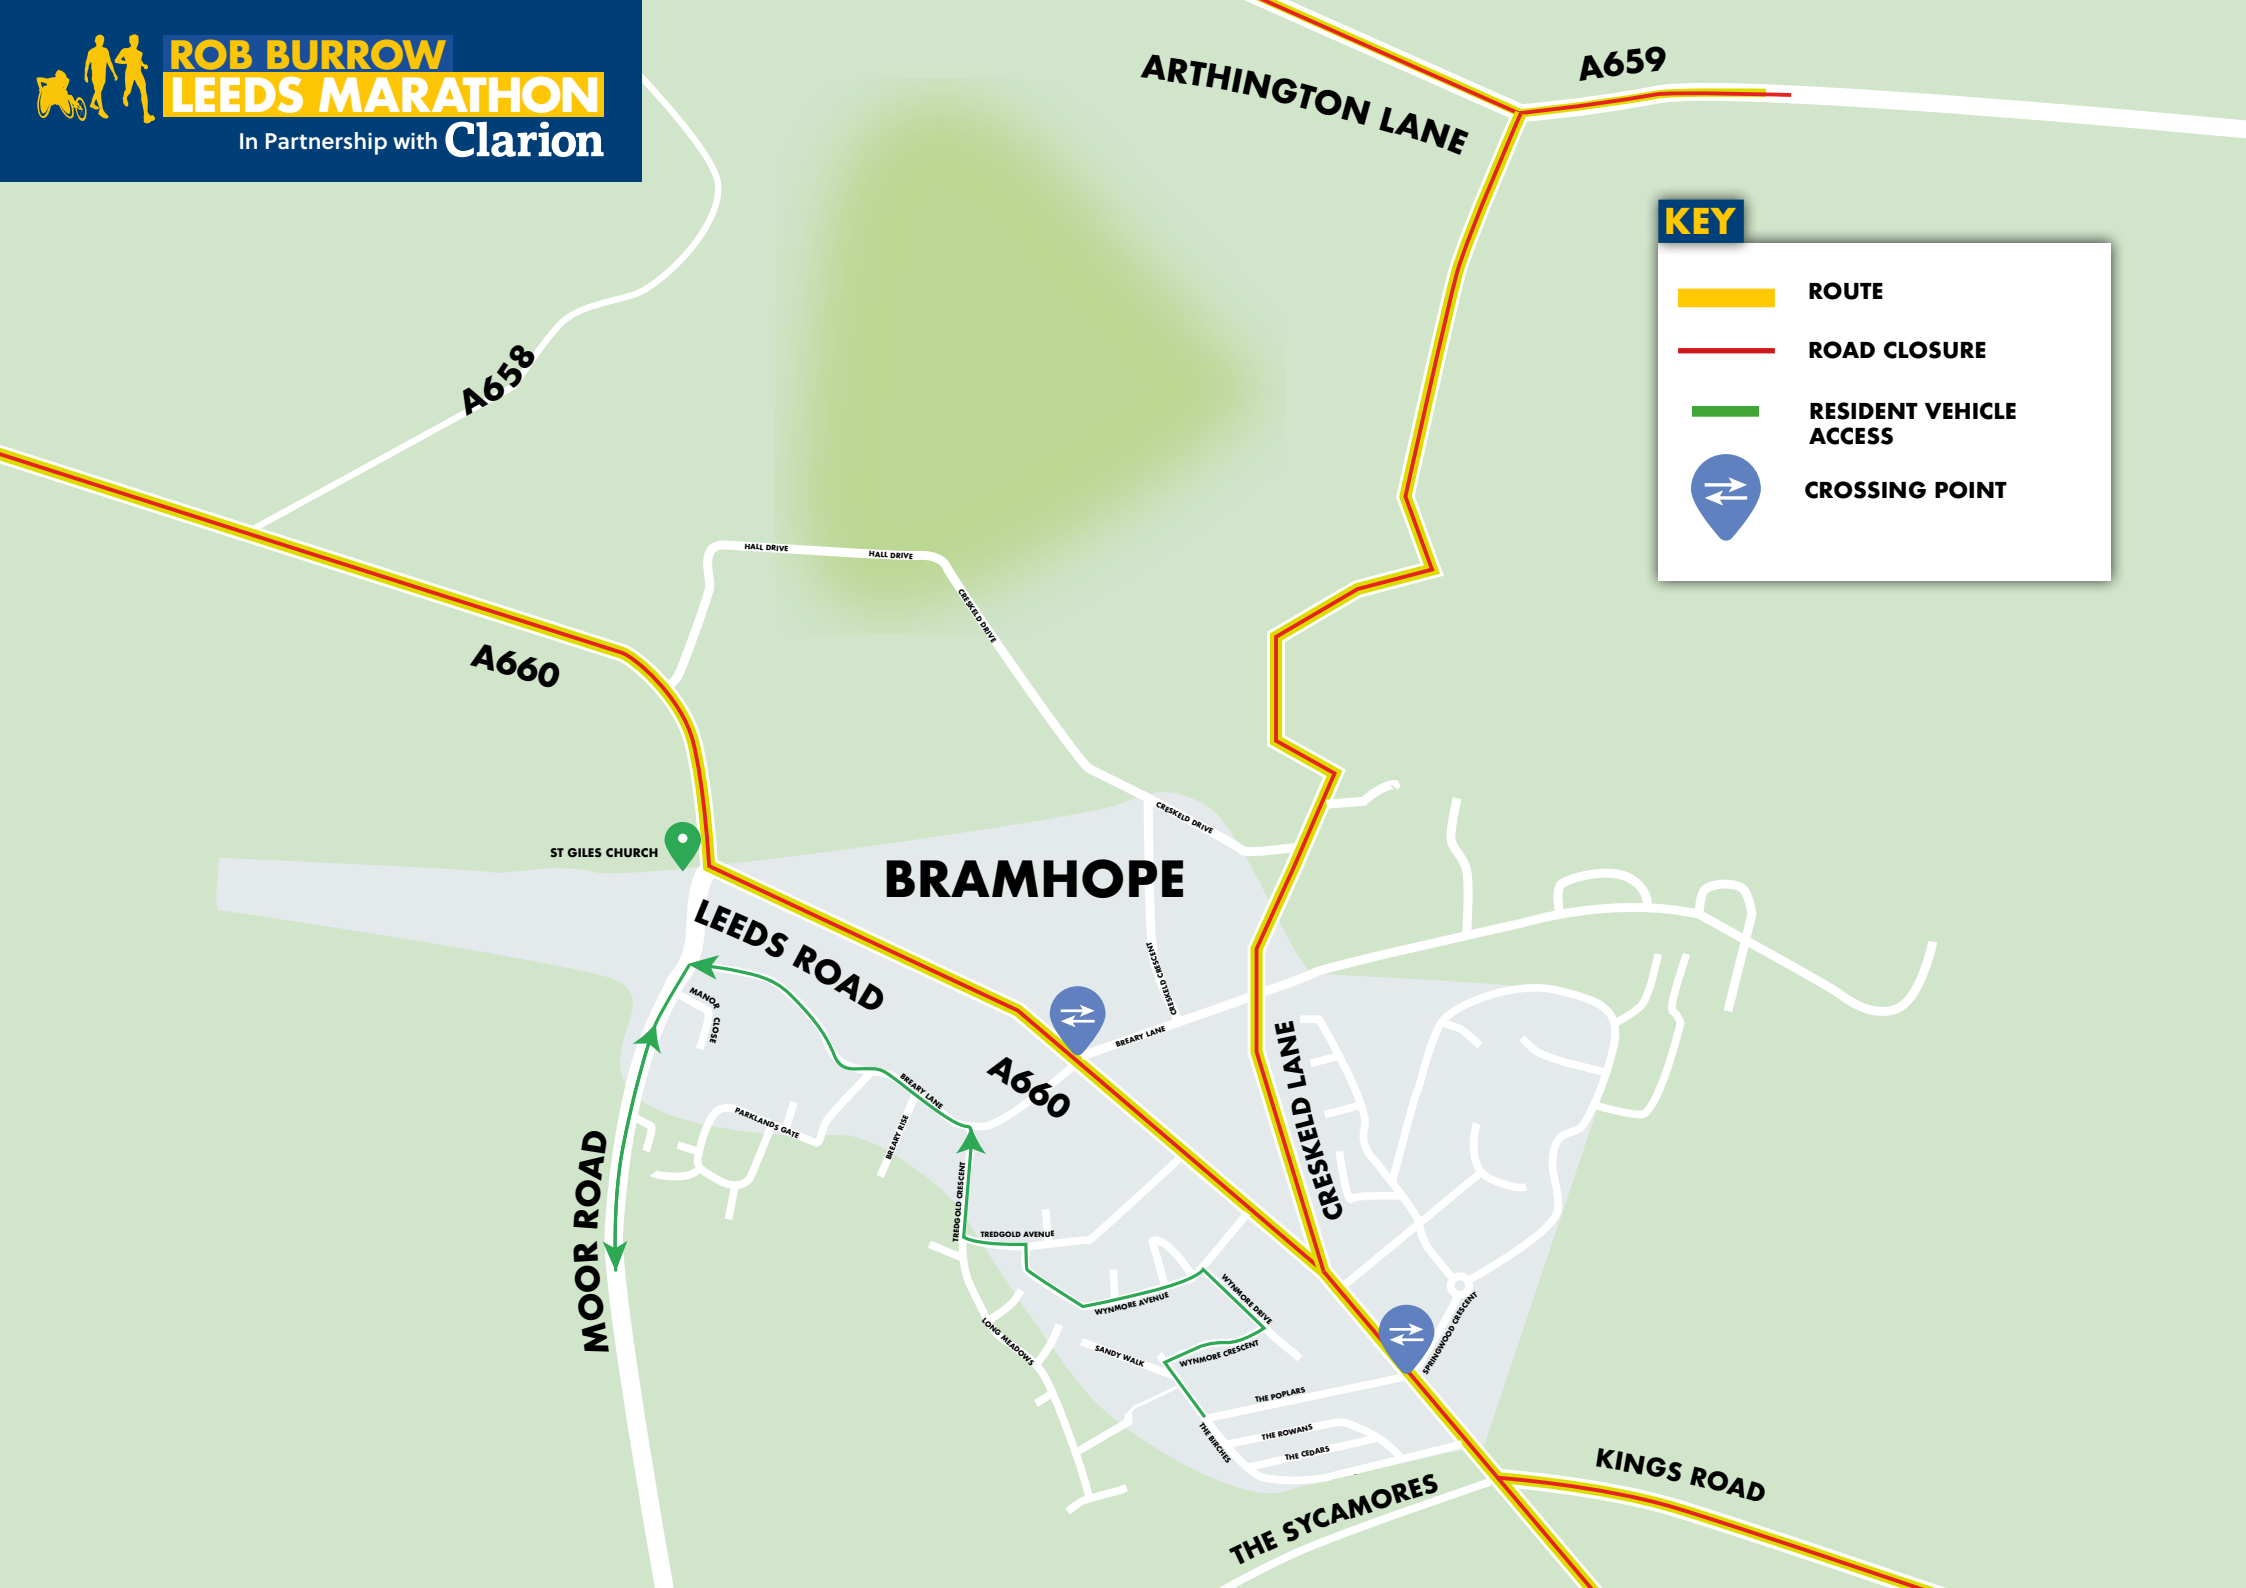 ROB BURROW
LEEDS MARATHON
In Partnership with Clarion
ARTHINGTON LANE
A659
KEY
ROUTE
ROAD CLOSURE
RESIDENT VEHICLE
ACCESS
CROSSING POINT
A658
HALL DRIVE
HALL DRIVE
CRESKELD DRIVE
A660
CRESKELD DRIVE
ST GILES CHURCH
BRAMHOPE
LEEDS ROAD
CRESKELD CRESCENT
CRESKELD CRESCENT
MANOR CLOSE
BREARY LANE
A660
CRESKELD LANE
BREARY LANE
PARKLANDS GATE
BREARY RISE
MOOR ROAD
TREDGOLD CRESCENT
TREDGOLD AVENUE
WYNMORE AVENUE
WYNMORE DRIVE
SPRINGWOOD CRESCENT
LONG MEADOWS
SANDY WALK
WYNMORE CRESCENT
THE POPLARS
THE ROWANS
THE BIRCHES
THE CEDARS
THE SYCAMORES
KINGS ROAD